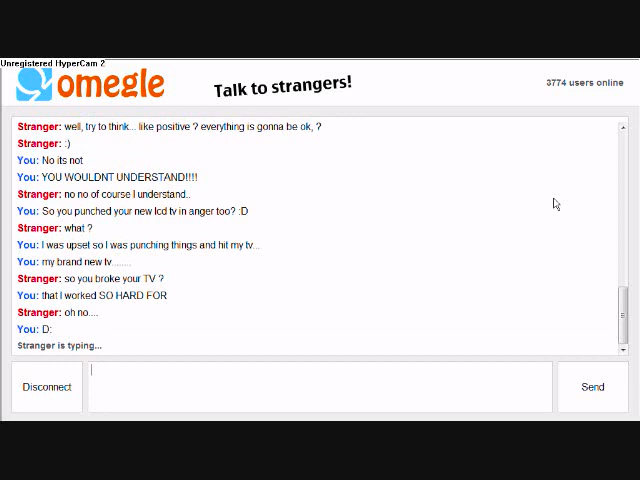 Unregistered HyperCam 2
omegle Talk to strangers! 3774 users online
Stranger: well, try to think... like positive ? everything is gonna be ok, ?
Stranger: :)
You: No its not
You: YOU WOULDNT UNDERSTAND!!!!
Stranger: no no of course I understand..
You: So you punched your new lcd tv in anger too? :D
Stranger: what ?
You: I was upset so I was punching things and hit my tv...
You: my brand new tv........
Stranger: so you broke your TV ?
You: that I worked SO HARD FOR
Stranger: oh no....
You: D:
Stranger is typing...
Disconnect Send